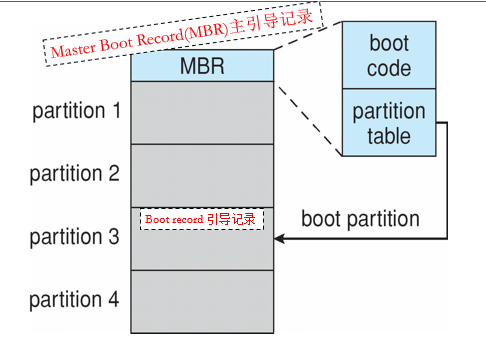 Master Boot Record(MBR)主引导记录
MBR
boot
code
partition
table
partition 1
partition 2
Boot record 引导记录
partition 3
boot partition
partition 4